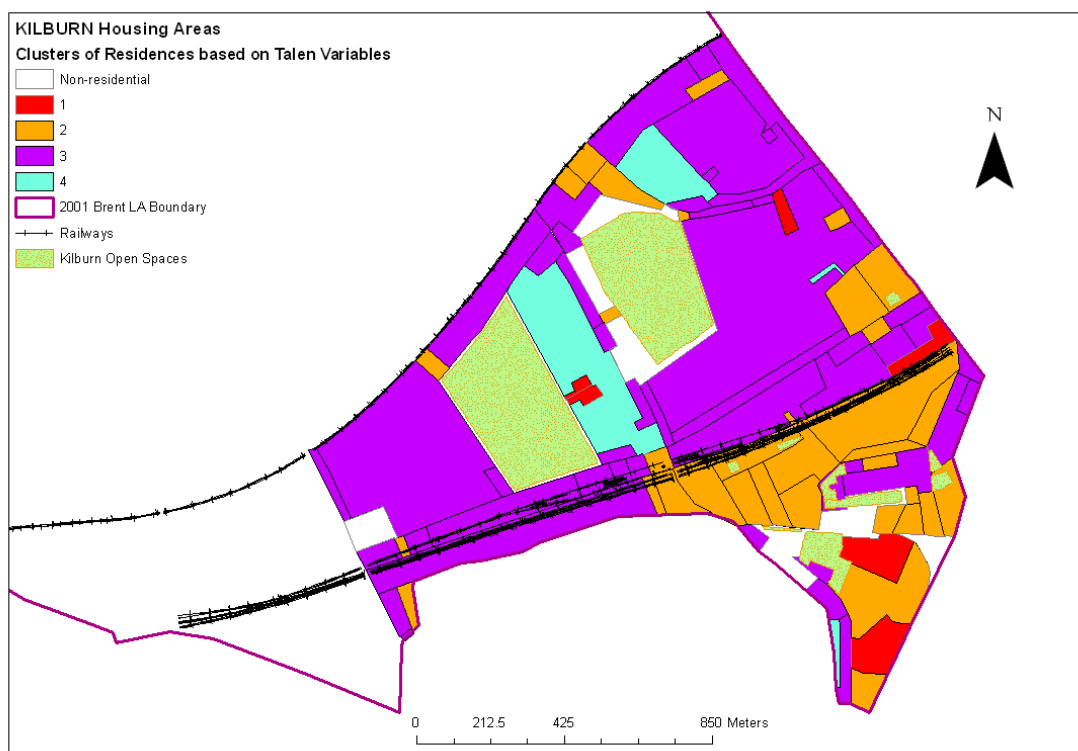 KILBURN Housing Areas
Clusters of Residences based on Talen Variables
Non-residential
1
2
3
4
2001 Brent LA Boundary
Railways
Kilburn Open Spaces
N
0 212.5 425 850 Meters